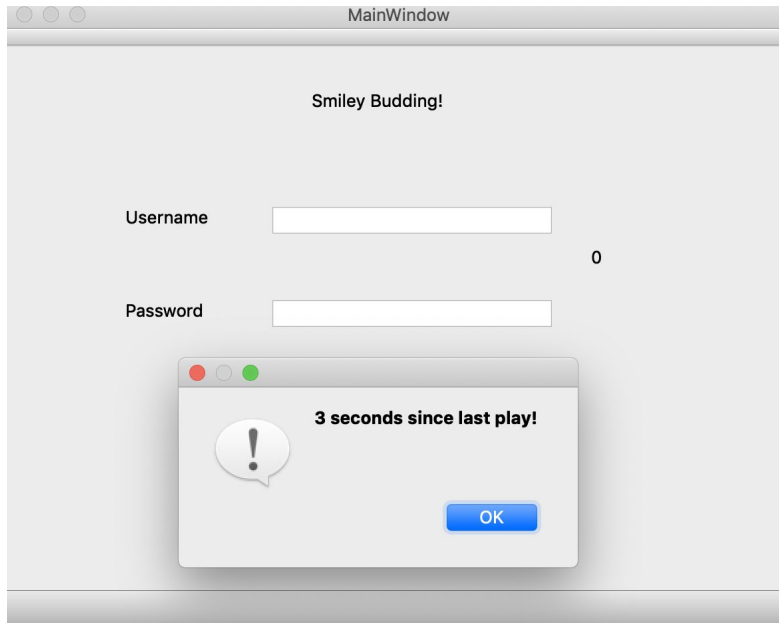 MainWindow
Smiley Budding!
Username
0
Password
3 seconds since last play!
OK